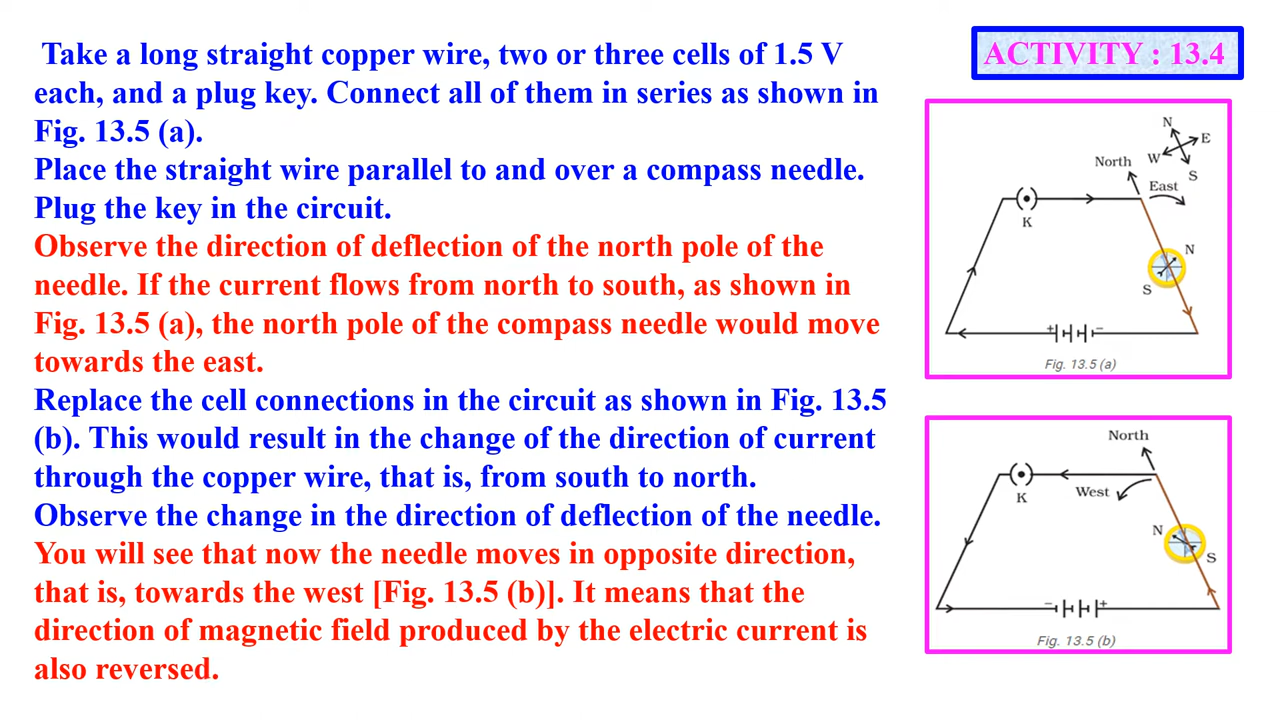 Take a long straight copper wire, two or three cells of 1.5 V
each, and a plug key. Connect all of them in series as shown in
Fig. 13.5 (a).
Place the straight wire parallel to and over a compass needle.
Plug the key in the circuit.
Observe the direction of deflection of the north pole of the
needle. If the current flows from north to south, as shown in
Fig. 13.5 (a), the north pole of the compass needle would move
towards the east.
Replace the cell connections in the circuit as shown in Fig. 13.5
(b). This would result in the change of the direction of current
through the copper wire, that is, from south to north.
Observe the change in the direction of deflection of the needle.
You will see that now the needle moves in opposite direction,
that is, towards the west [Fig. 13.5 (b)]. It means that the
direction of magnetic field produced by the electric current is
also reversed.
ACTIVITY : 13.4
N
E
W
S
North
East
K
N
S
+ −
Fig. 13.5 (a)
North
West
K
N
S
− +
Fig. 13.5 (b)